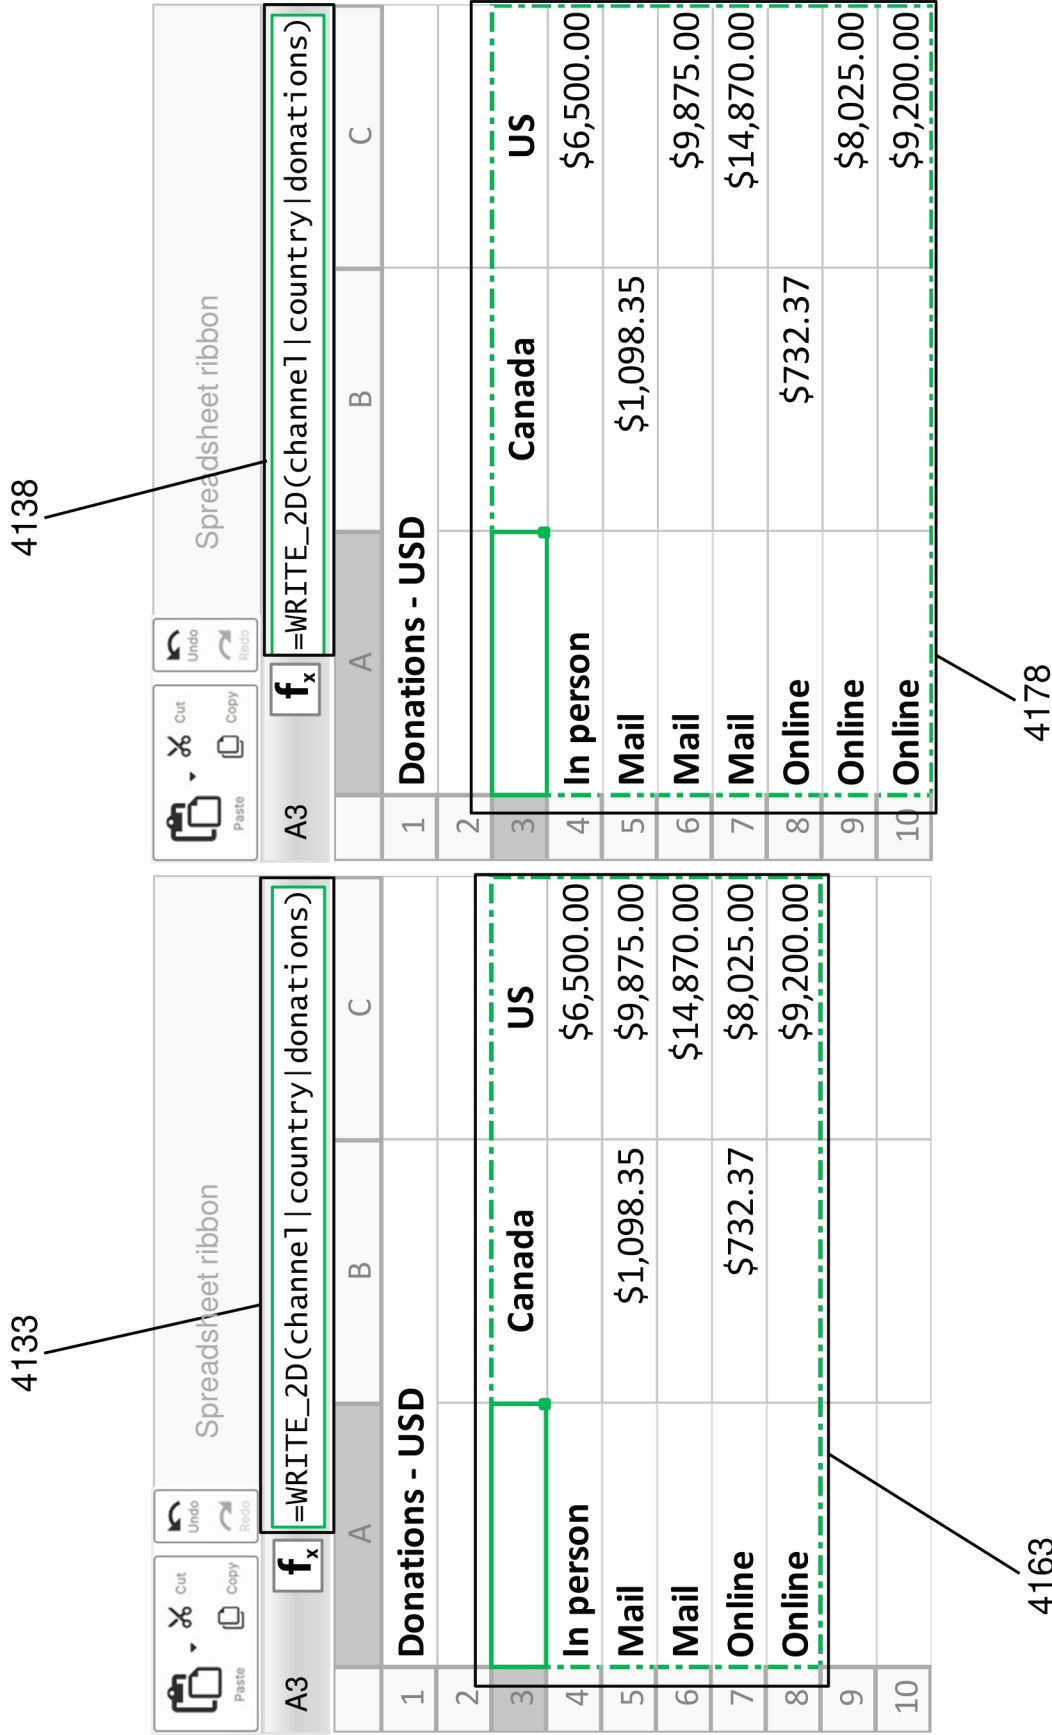 4133
Paste
Cut
Copy
Undo
Redo
Spreadsheet ribbon
A3
fx
=WRITE_2D(channel|country|donations)
A B C
1 Donations - USD
2
3 Canada US
4 In person $6,500.00
5 Mail $1,098.35 $9,875.00
6 Mail $14,870.00
7 Online $732.37 $8,025.00
8 Online $9,200.00
9
10
4163
4138
Paste
Cut
Copy
Undo
Redo
Spreadsheet ribbon
A3
fx
=WRITE_2D(channel|country|donations)
A B C
1 Donations - USD
2
3 Canada US
4 In person $6,500.00
5 Mail $1,098.35
6 Mail $9,875.00
7 Mail $14,870.00
8 Online $732.37
9 Online $8,025.00
10 Online $9,200.00
4178